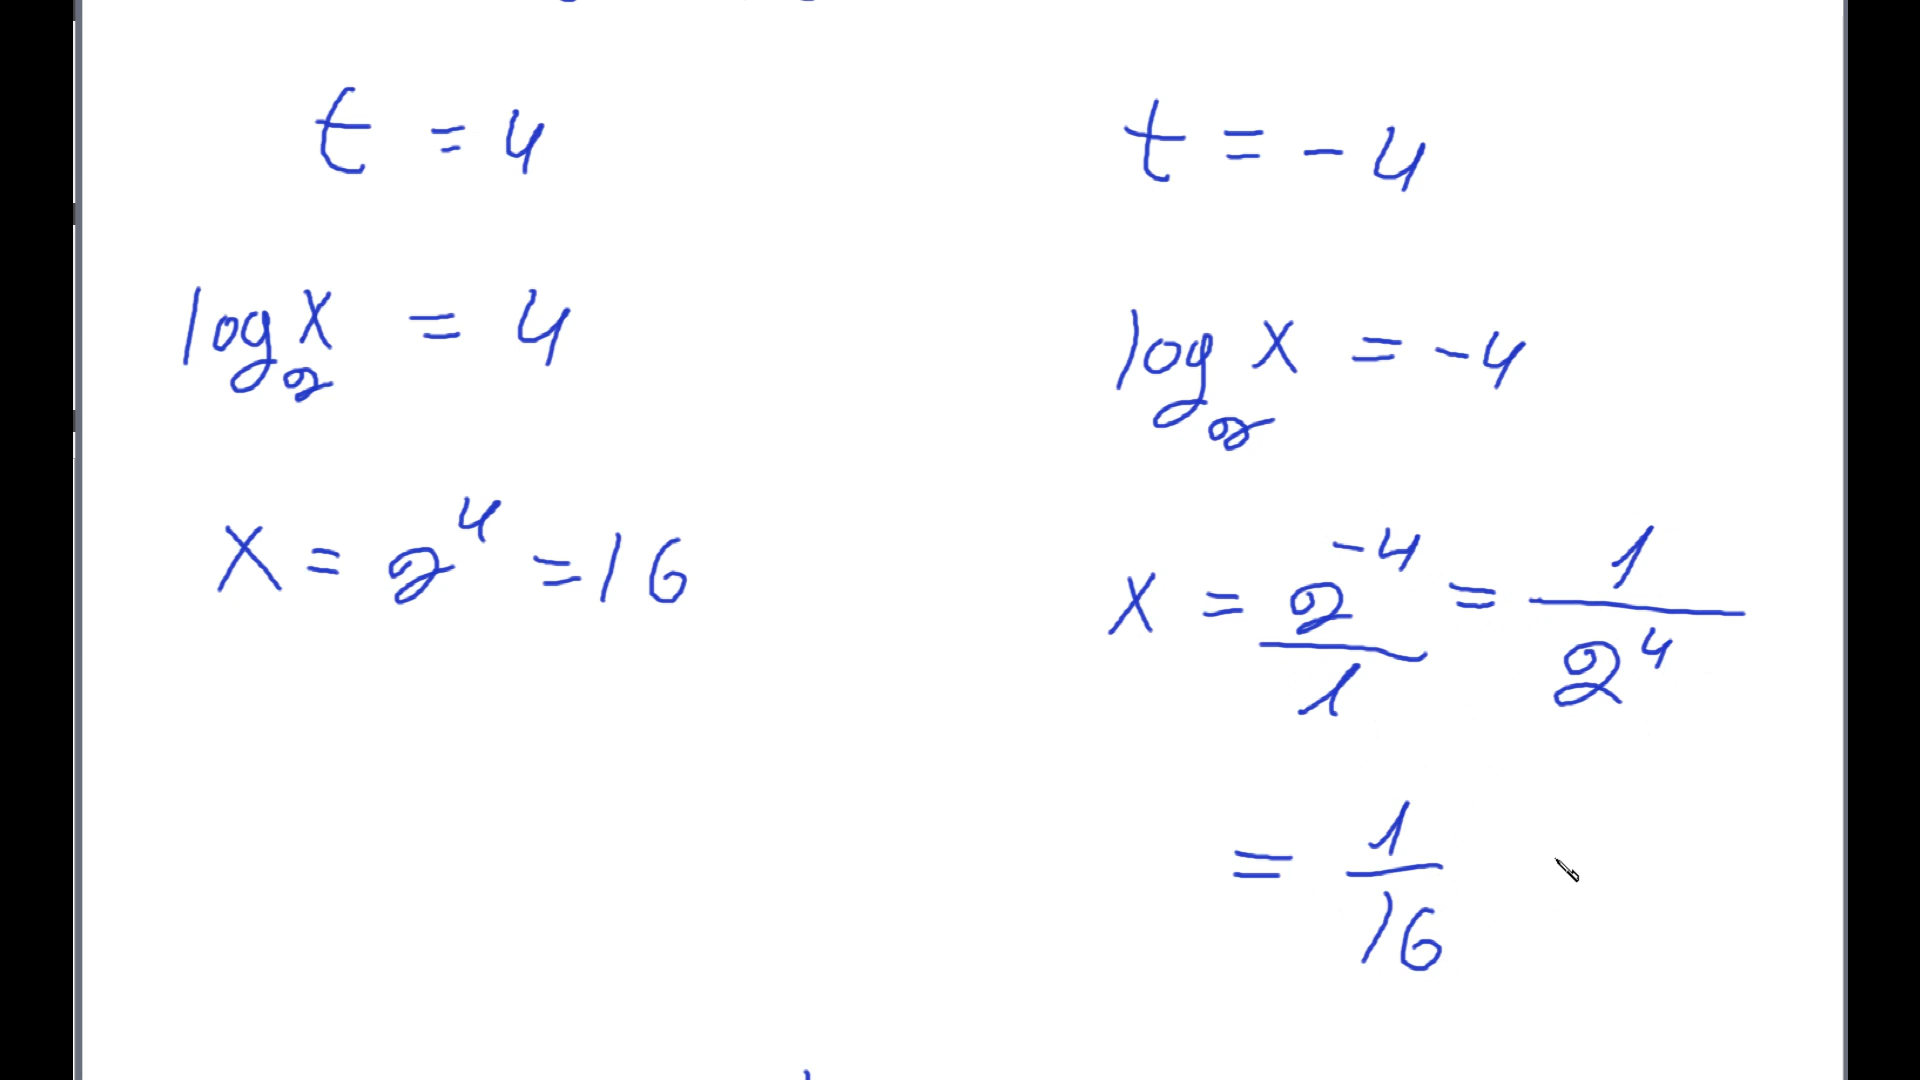 t = 4
log₂ x = 4
x = 2⁴ = 16
t = -4
log₂ x = -4
x = 2⁻⁴/1 = 1/2⁴
= 1/16